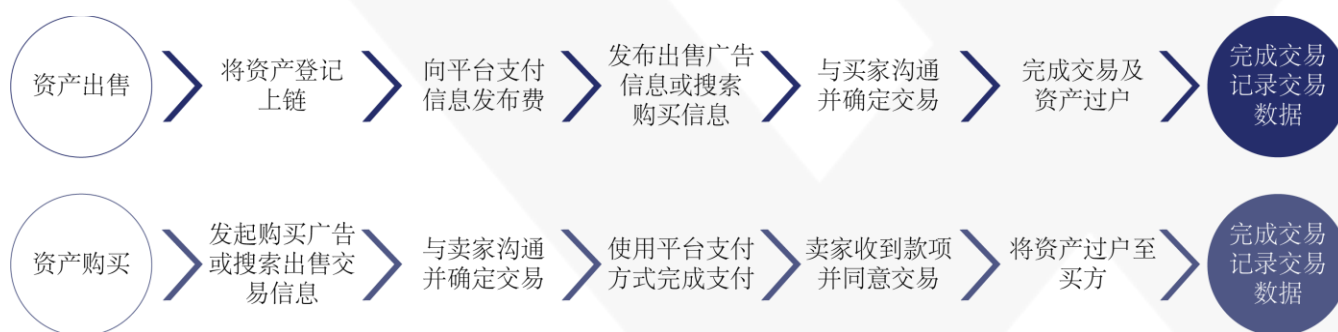 资产出售
将资产登记
上链
向平台支付
信息发布费
发布出售广告
信息或搜索
购买信息
与买家沟通
并确定交易
完成交易及
资产过户
完成交易
记录交易
数据
资产购买
发起购买广告
或搜索出售交
易信息
与卖家沟通
并确定交易
使用平台支付
方式完成支付
卖家收到款项
并同意交易
将资产过户至
买方
完成交易
记录交易
数据